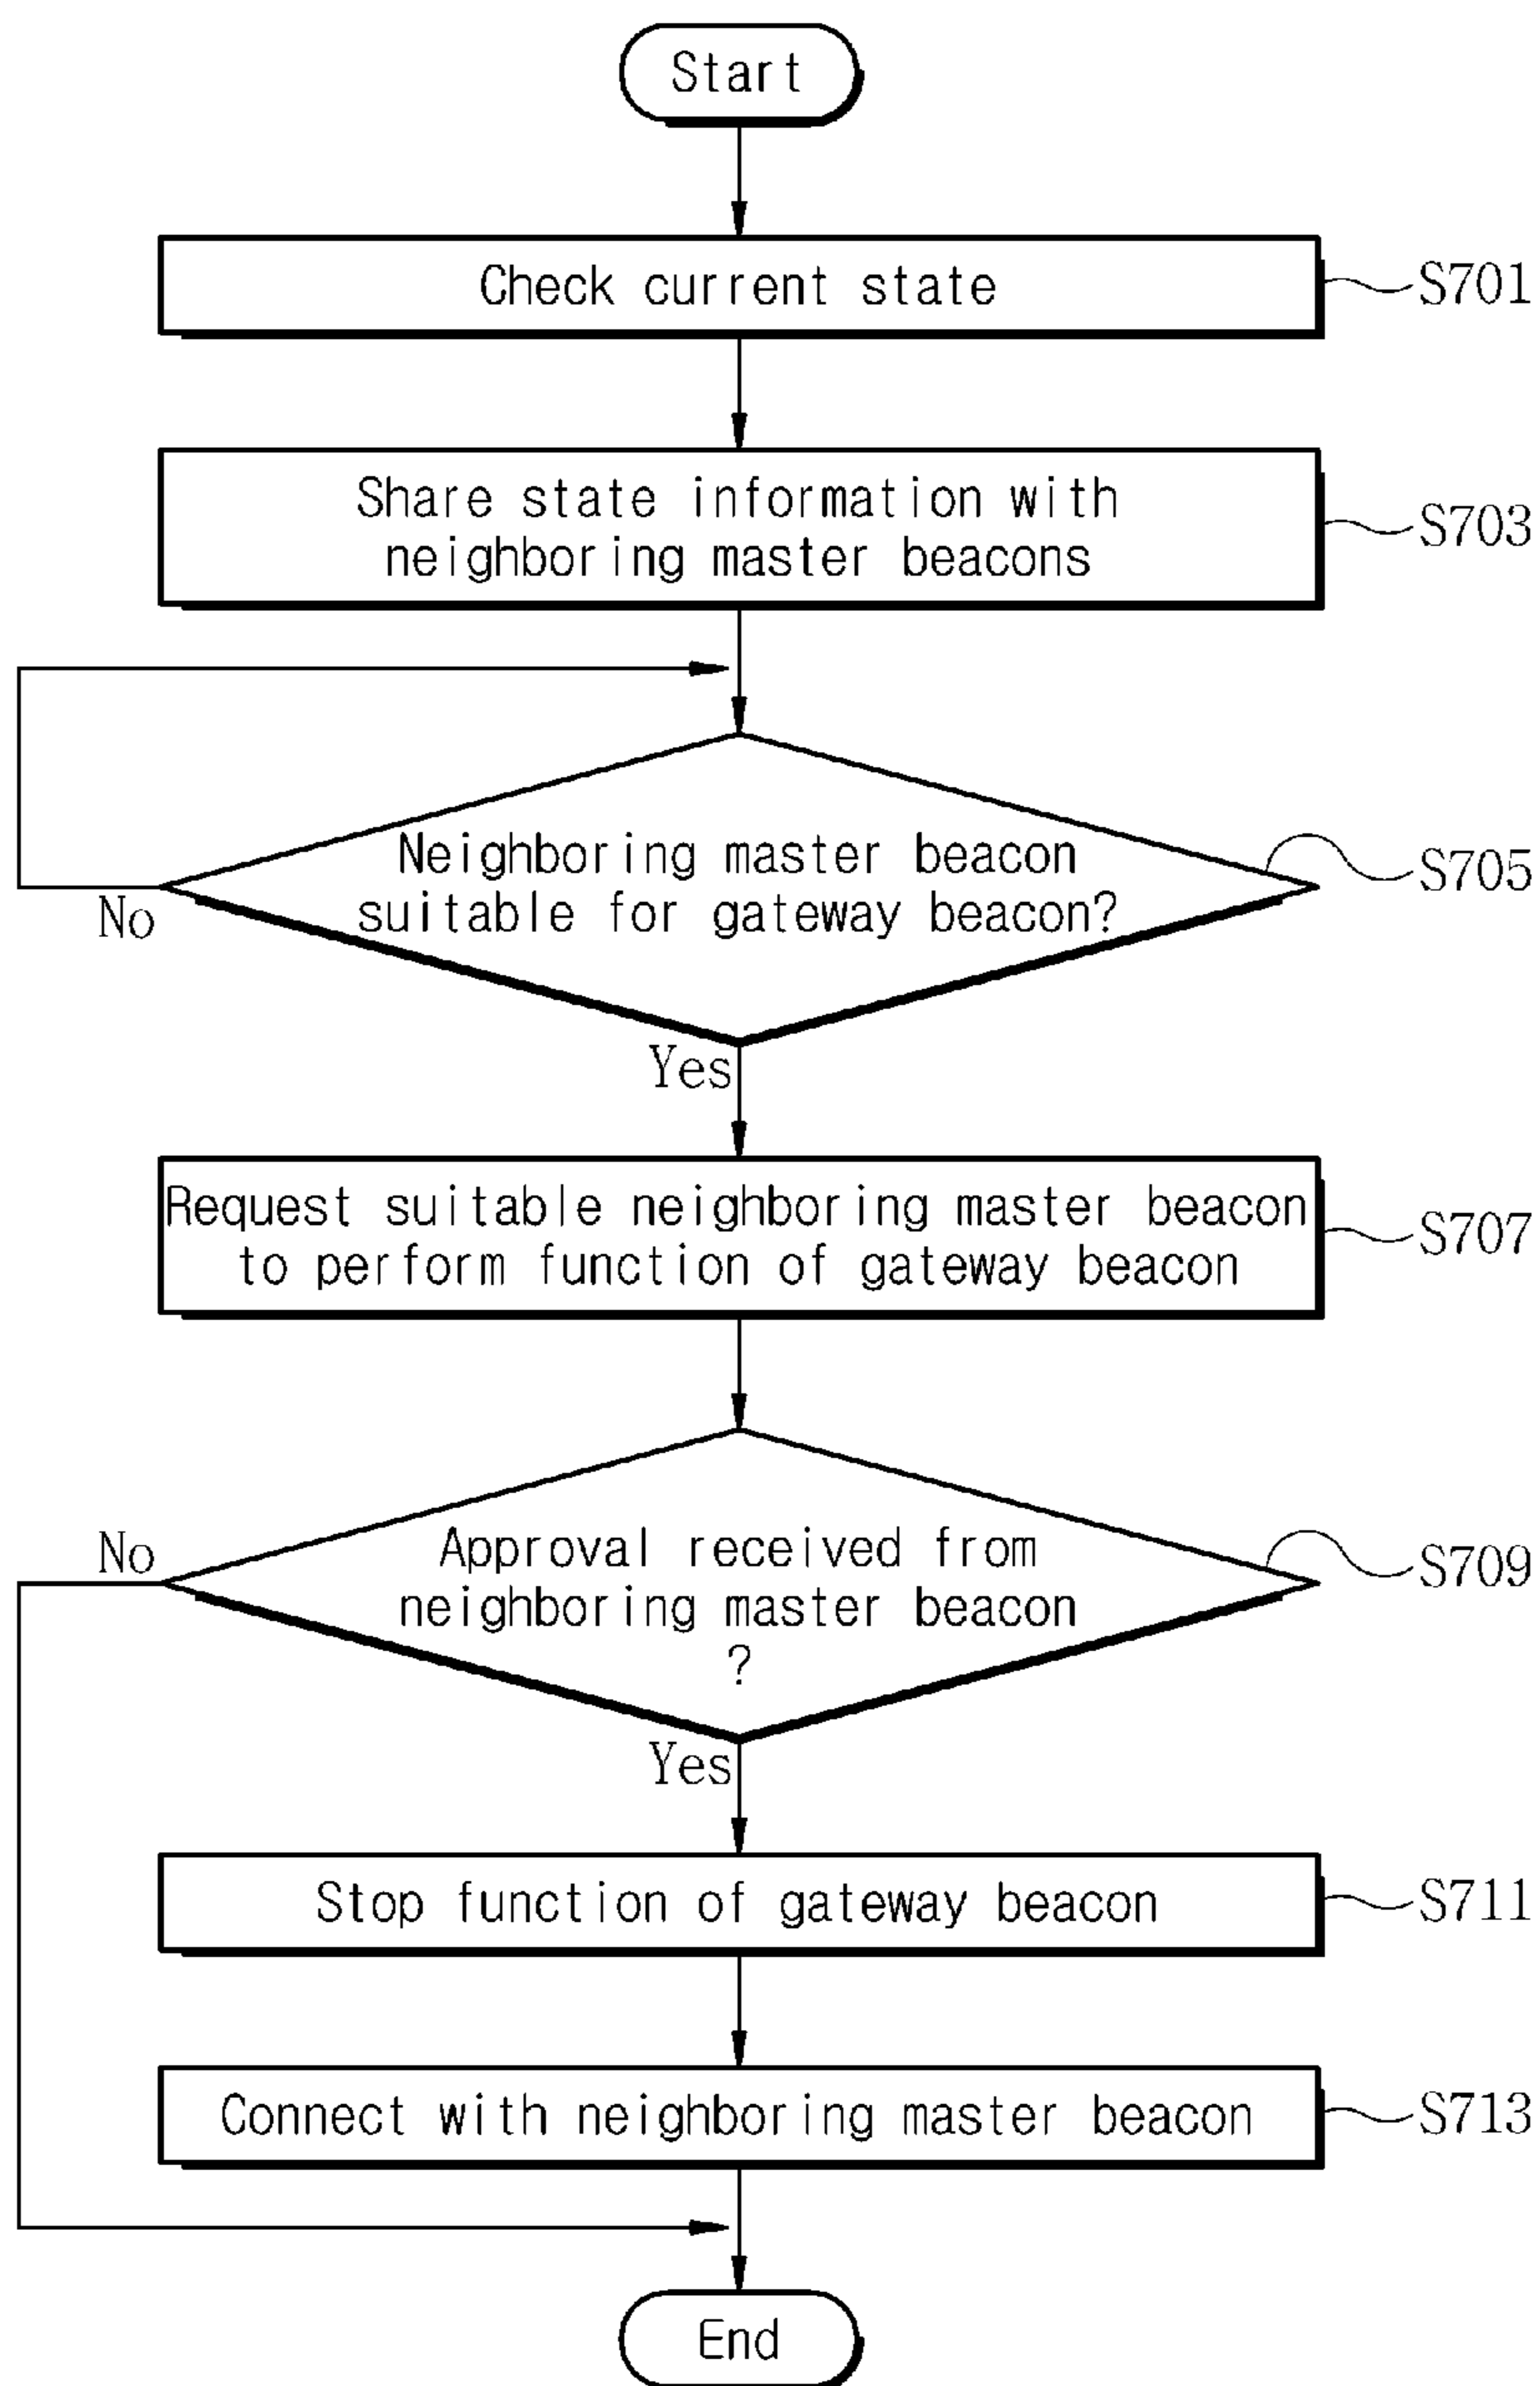 Start
Check current state
S701
Share state information with
neighboring master beacons
S703
Neighboring master beacon
suitable for gateway beacon?
S705
No
Yes
Request suitable neighboring master beacon
to perform function of gateway beacon
S707
No
Approval received from
neighboring master beacon
?
S709
Yes
Stop function of gateway beacon
S711
Connect with neighboring master beacon
S713
End